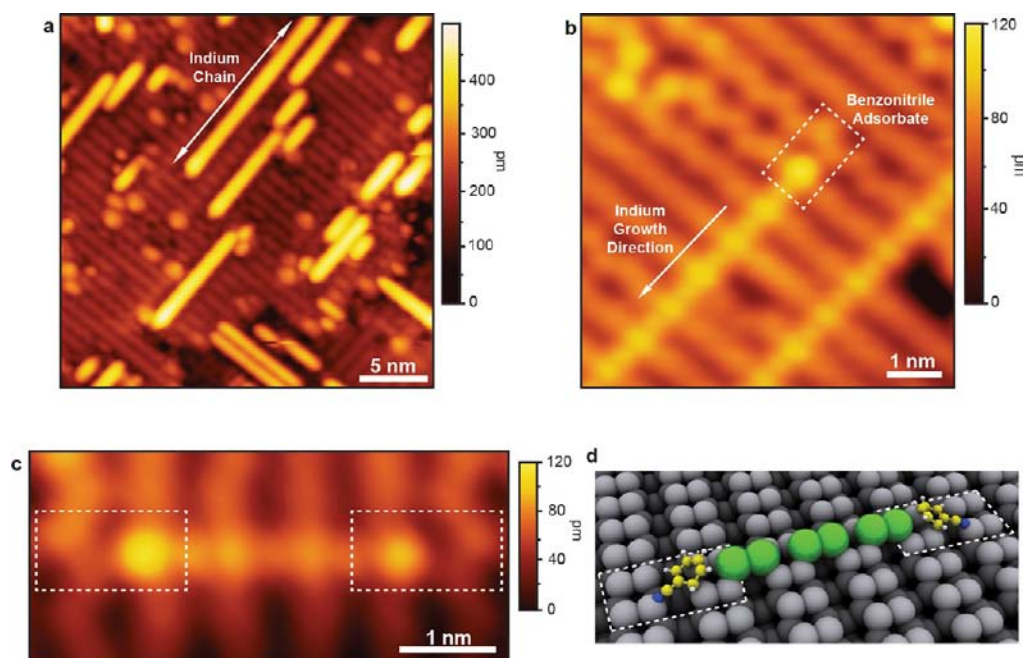 a
Indium
Chain
5 nm
400
300
200
100
0
pm
b
Benzonitrile
Adsorbate
Indium
Growth
Direction
1 nm
120
80
40
0
pm
c
1 nm
120
80
40
0
pm
d